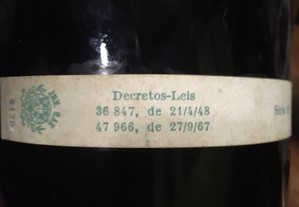 Decretos-Leis
36 847, de 21/4/48
47 966, de 27/9/67